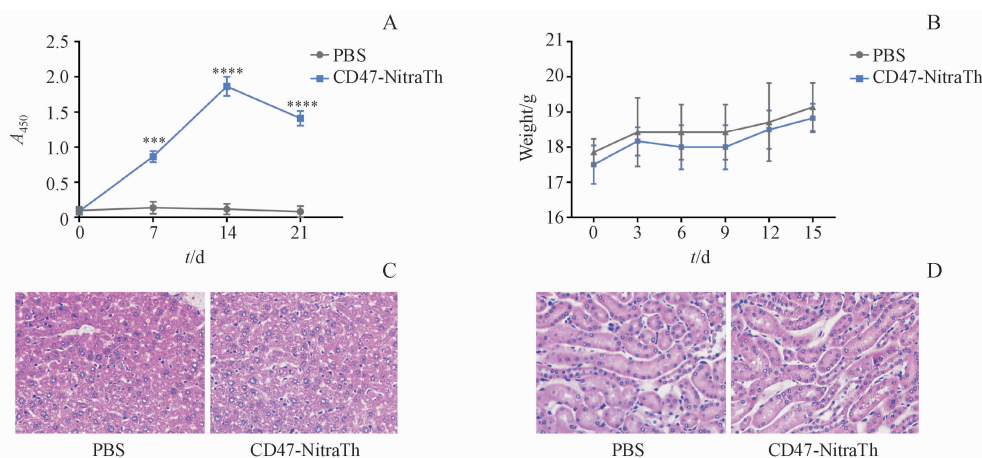 A
2.5
2.0
1.5
1.0
0.5
0
A450
PBS
CD47-NitraTh
***
****
****
0 7 14 21
t/d
B
21
20
19
18
17
16
Weight/g
PBS
CD47-NitraTh
0 3 6 9 12 15
t/d
C
PBS CD47-NitraTh
D
PBS CD47-NitraTh